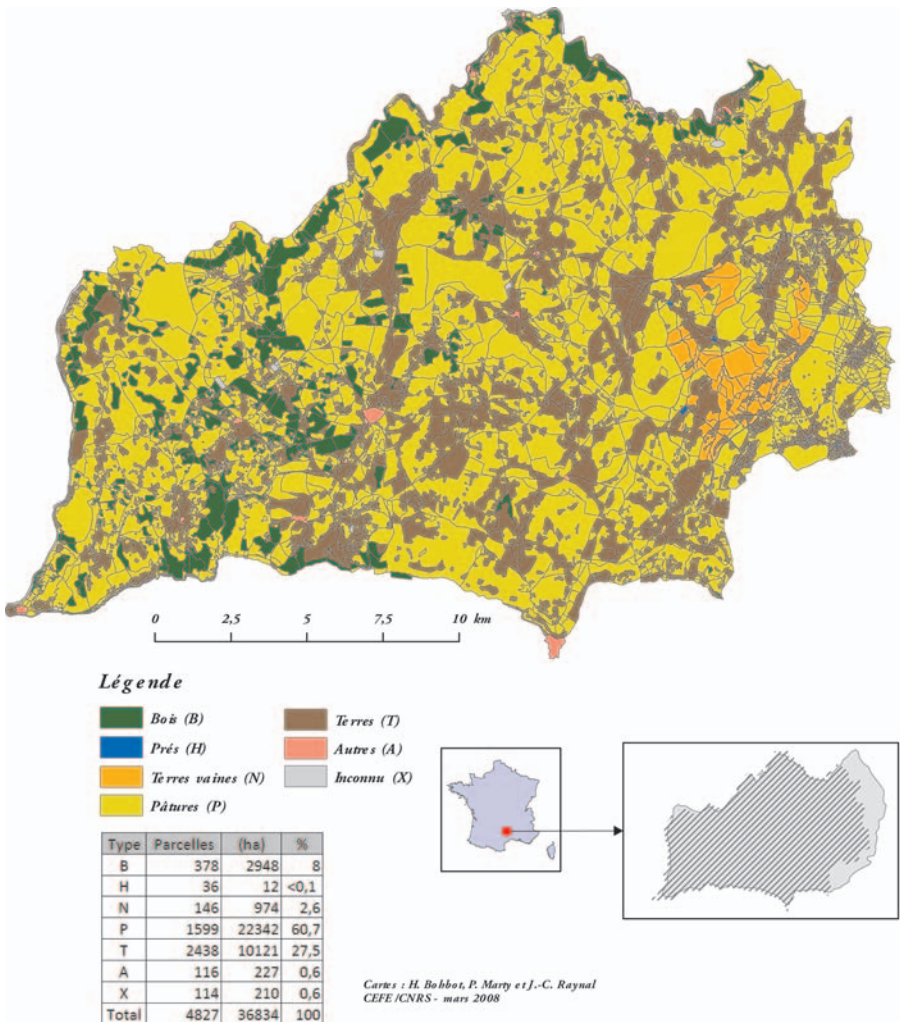 0 2,5 5 7,5 10 km
Légende
Bois (B)
Prés (H)
Terres vaines (N)
Pâtures (P)
Terres (T)
Autres (A)
Inconnu (X)
Type Parcelles (ha) %
B 378 2948 8
H 36 12 <0,1
N 146 974 2,6
P 1599 22342 60,7
T 2438 10121 27,5
A 116 227 0,6
X 114 210 0,6
Total 4827 36834 100
Cartes : H. Bohbot, P. Marty et J.-C. Raynal
CEFE /CNRS - mars 2008